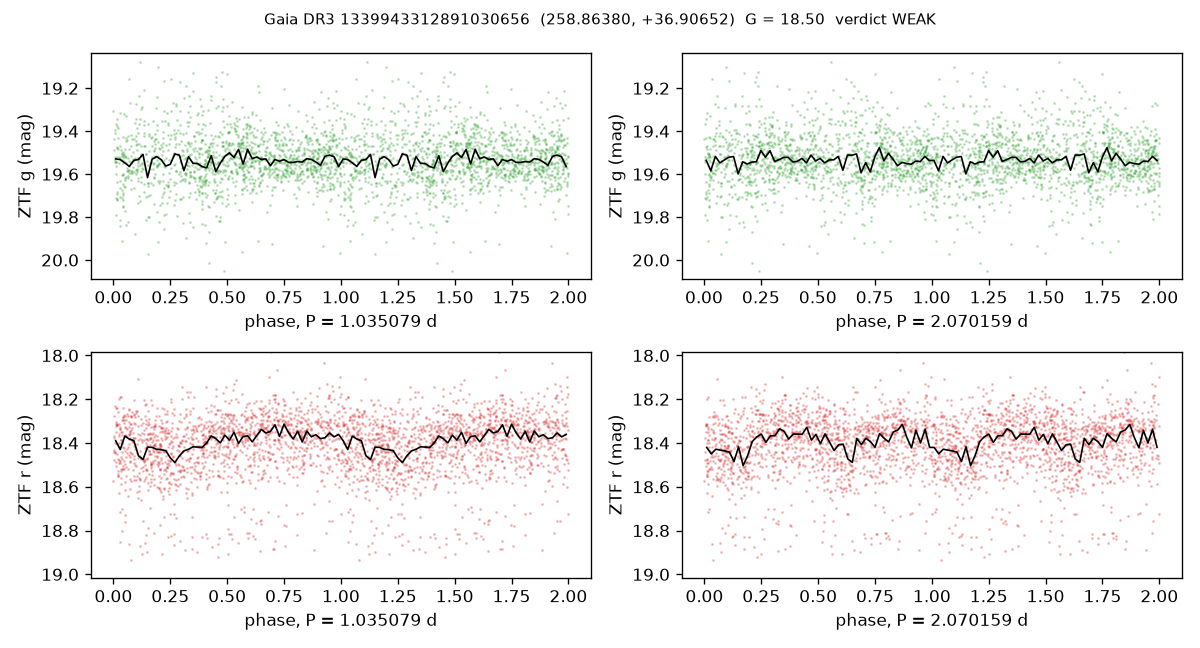 Gaia DR3 1339943312891030656  (258.86380, +36.90652)  G = 18.50  verdict WEAK
ZTF g (mag)
19.2
19.4
19.6
19.8
20.0
0.00 0.25 0.50 0.75 1.00 1.25 1.50 1.75 2.00
phase, P = 1.035079 d
ZTF g (mag)
19.2
19.4
19.6
19.8
20.0
0.00 0.25 0.50 0.75 1.00 1.25 1.50 1.75 2.00
phase, P = 2.070159 d
ZTF r (mag)
18.0
18.2
18.4
18.6
18.8
19.0
0.00 0.25 0.50 0.75 1.00 1.25 1.50 1.75 2.00
phase, P = 1.035079 d
ZTF r (mag)
18.0
18.2
18.4
18.6
18.8
19.0
0.00 0.25 0.50 0.75 1.00 1.25 1.50 1.75 2.00
phase, P = 2.070159 d